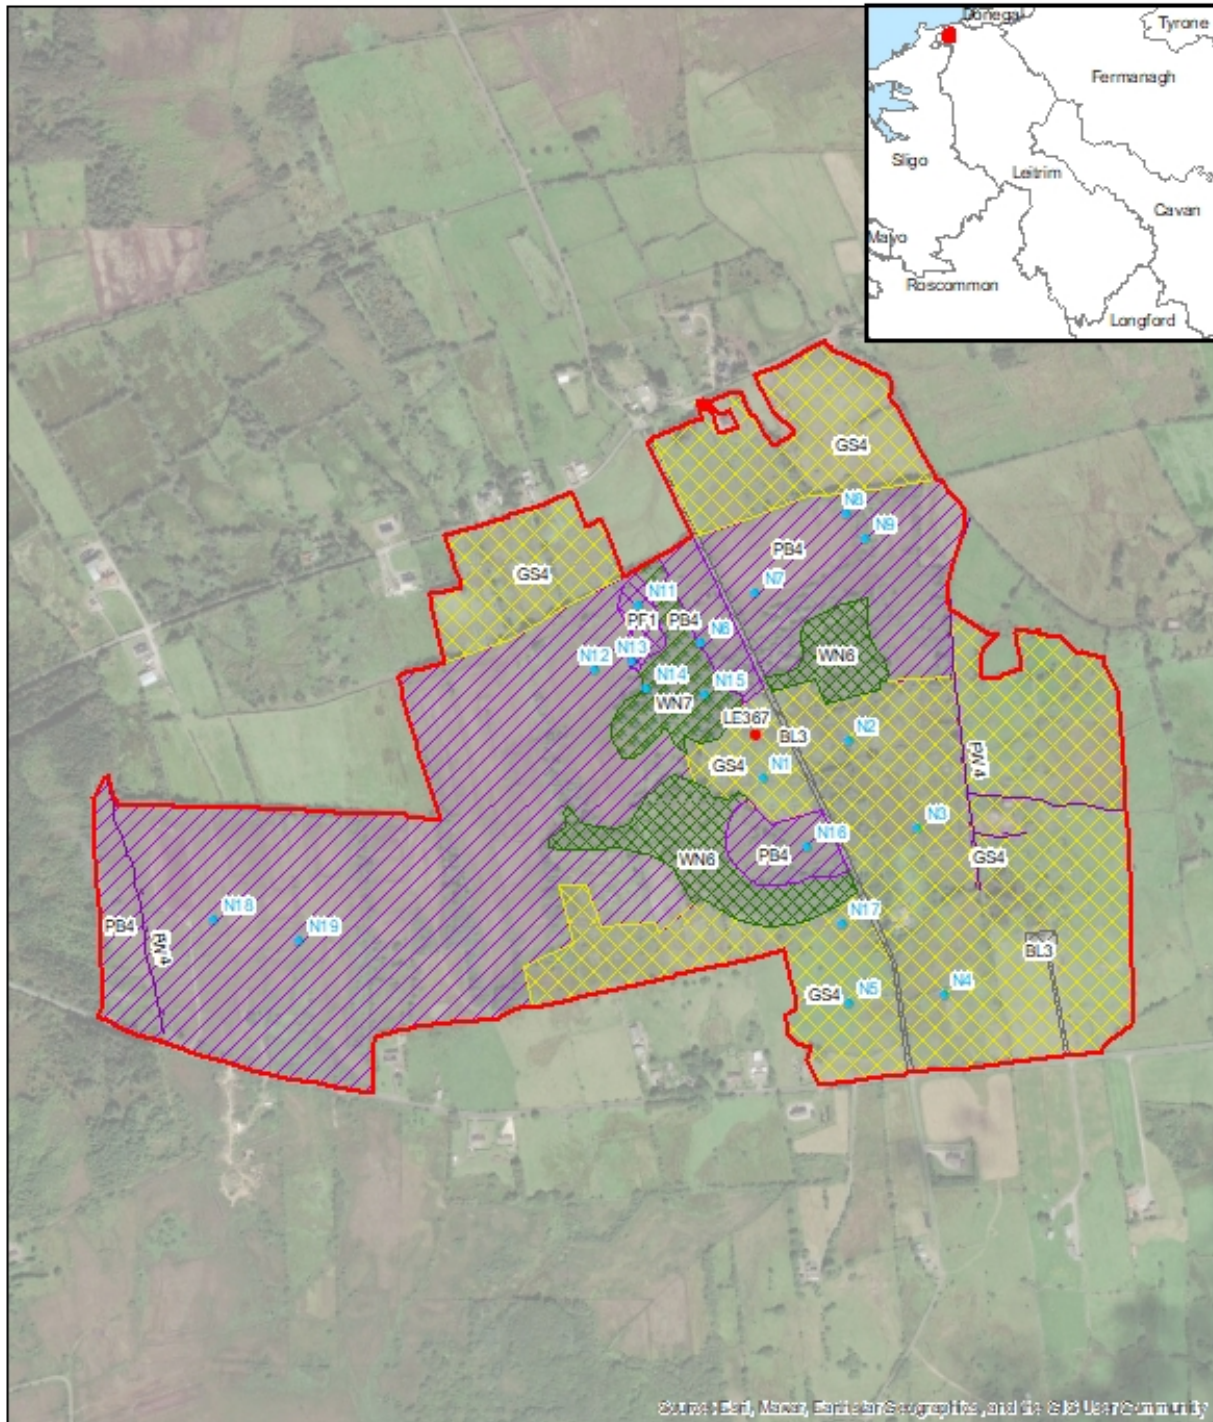 Donegal
Tyrone
Fermanagh
Sligo
Leitrim
Cavan
Mayo
Roscommon
Longford
GS4
N8
N9
PB4
GS4
N7
N11
PF1
PB4
N6
N13
N12
WN6
N14
N15
WN7
LE367
BL3
N2
GS4
N1
PW4
N3
N16
PB4
WN6
GS4
N18
PB4
N19
PW4
N17
BL3
N4
GS4
N5
Source: Esri, Maxar, Earthstar Geographics, and the GIS User Community